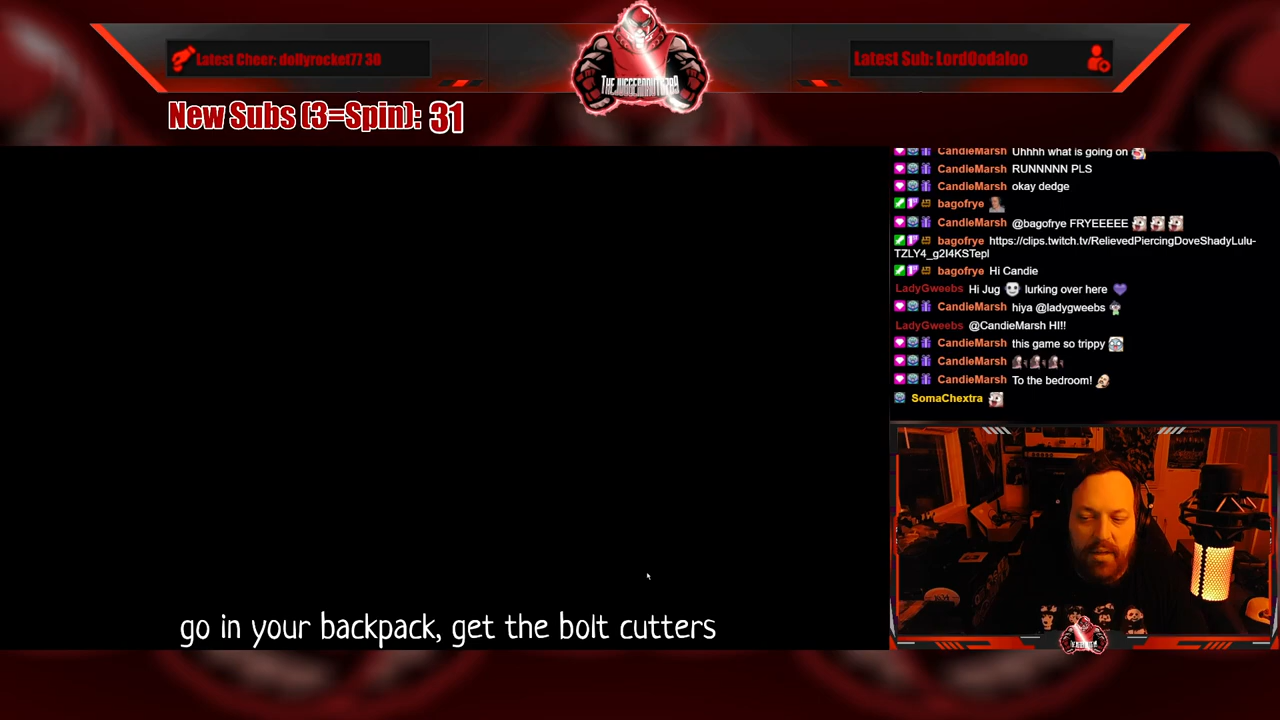 Latest Cheer: dollyrocket77 30
THEJUGGERNAUT0789
Latest Sub: LordOodaloo
New Subs (3=Spin): 31
CandieMarsh Uhhhh what is going on
CandieMarsh RUNNNNN PLS
CandieMarsh okay dedge
bagofrye
CandieMarsh @bagofrye FRYEEEEE
bagofrye https://clips.twitch.tv/RelievedPiercingDoveShadyLulu-
TZLY4_g2I4KSTepI
bagofrye Hi Candie
LadyGweebs Hi Jug lurking over here
CandieMarsh hiya @ladygweebs
LadyGweebs @CandieMarsh HI!!
CandieMarsh this game so trippy
CandieMarsh
CandieMarsh To the bedroom!
SomaChextra
go in your backpack, get the bolt cutters